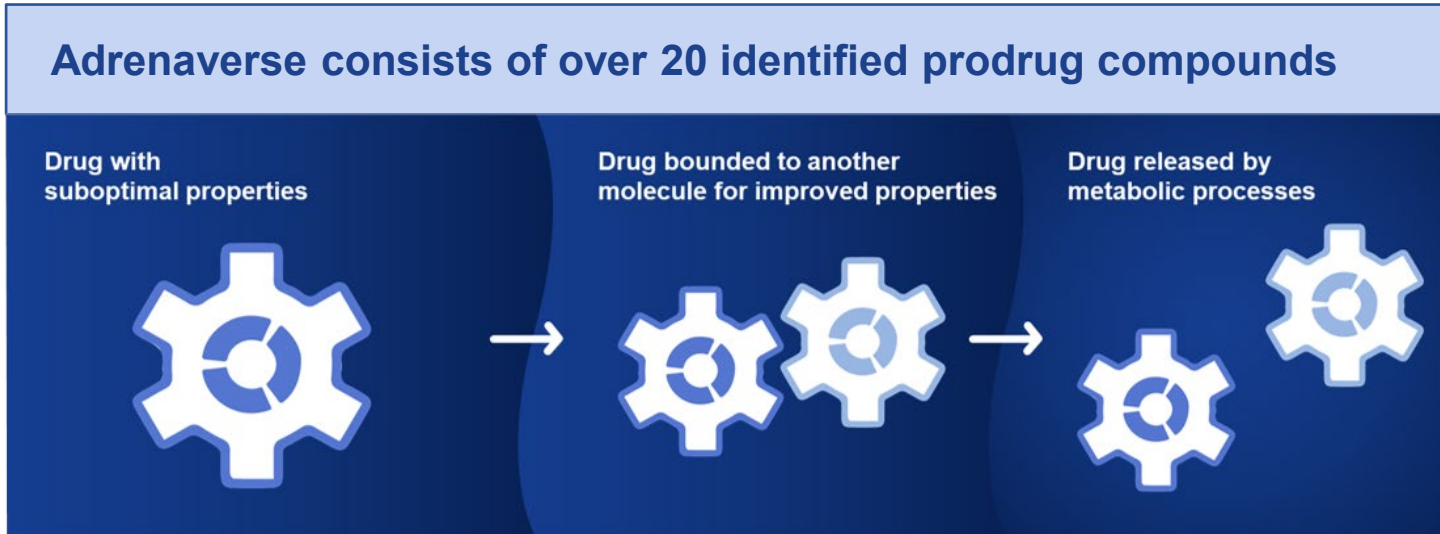 Adrenaverse consists of over 20 identified prodrug compounds
Drug with
suboptimal properties
Drug bounded to another
molecule for improved properties
Drug released by
metabolic processes